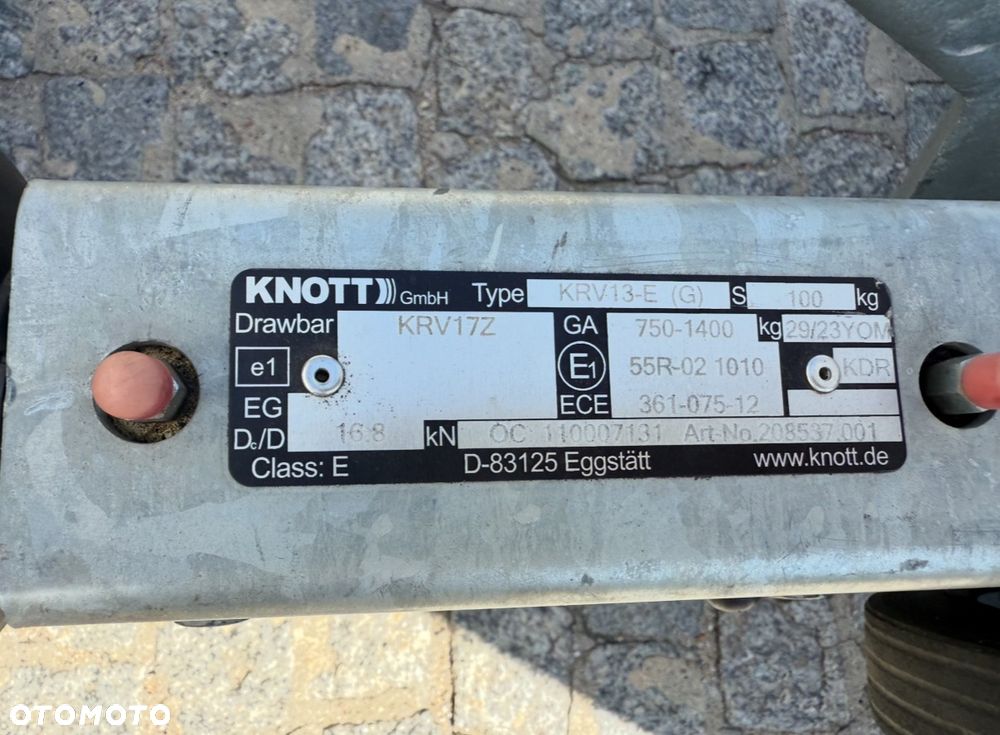 KNOTT GmbH Type KRV13-E (G) S 100 kg
Drawbar KRV17Z GA 750-1400 kg 29/23YOM
e1 E1 55R-02 1010 KDR
EG ECE 361-075-12
Dc/D 16.8 kN OC: 110007131 Art-No.208537.001
Class: E D-83125 Eggstätt www.knott.de
OTOMOTO